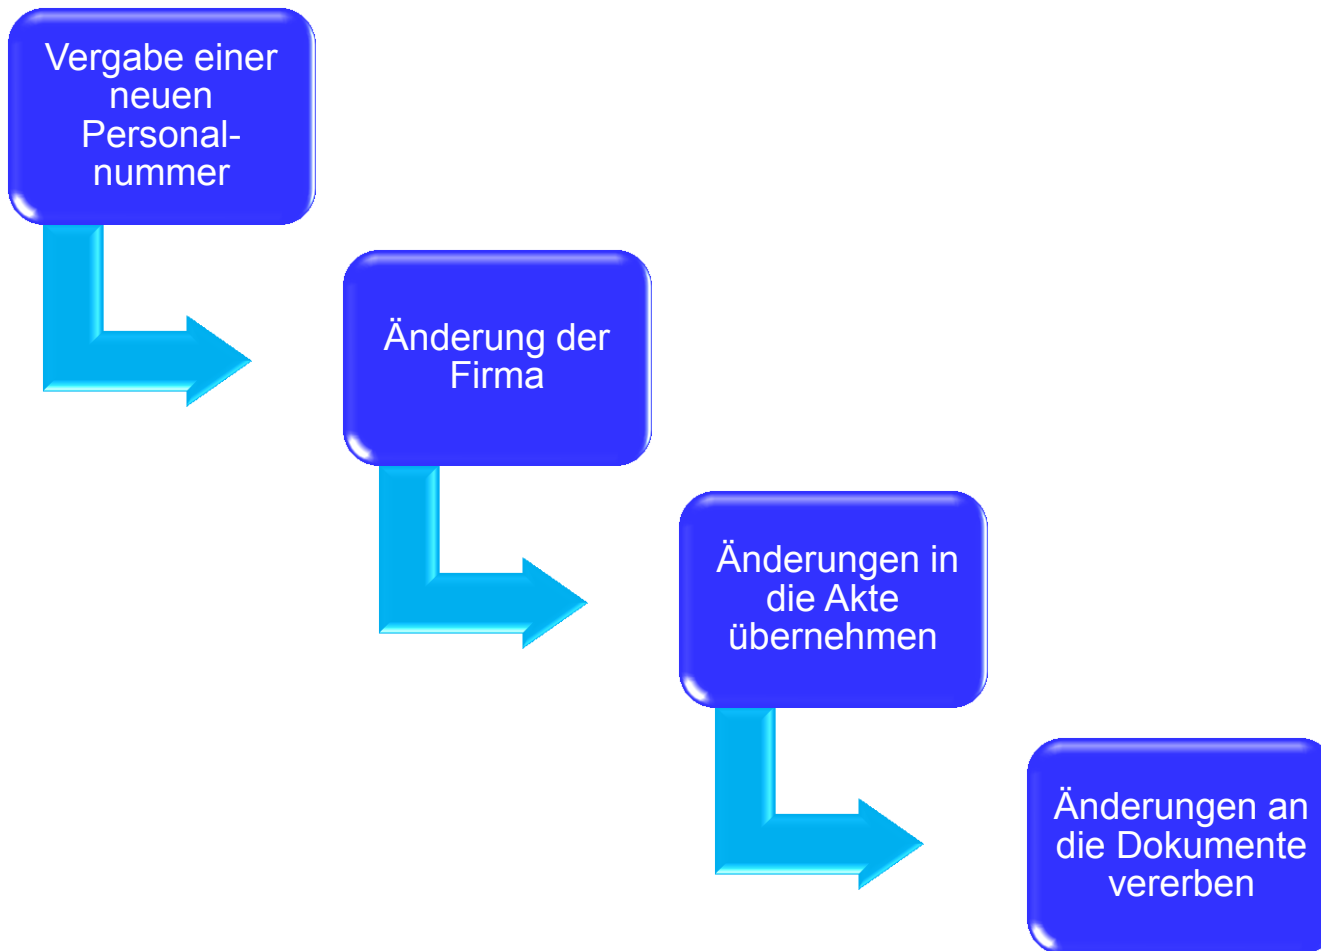 Vergabe einer
neuen
Personal-
nummer
Änderung der
Firma
Änderungen in
die Akte
übernehmen
Änderungen an
die Dokumente
vererben